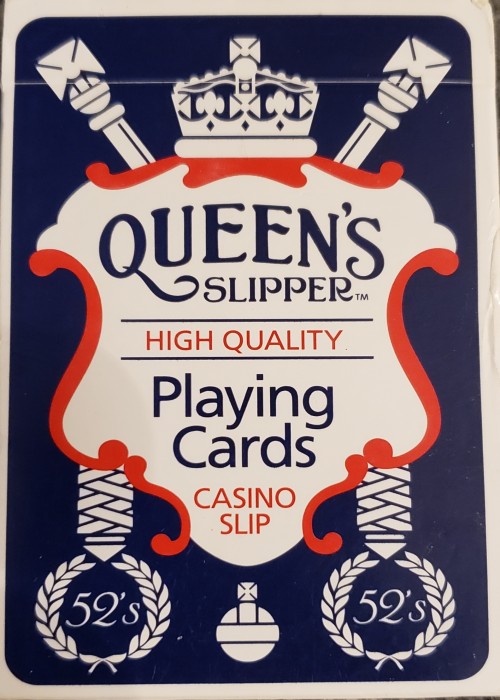 QUEEN'S
SLIPPER™
HIGH QUALITY
Playing
Cards
CASINO
SLIP
52's 52's